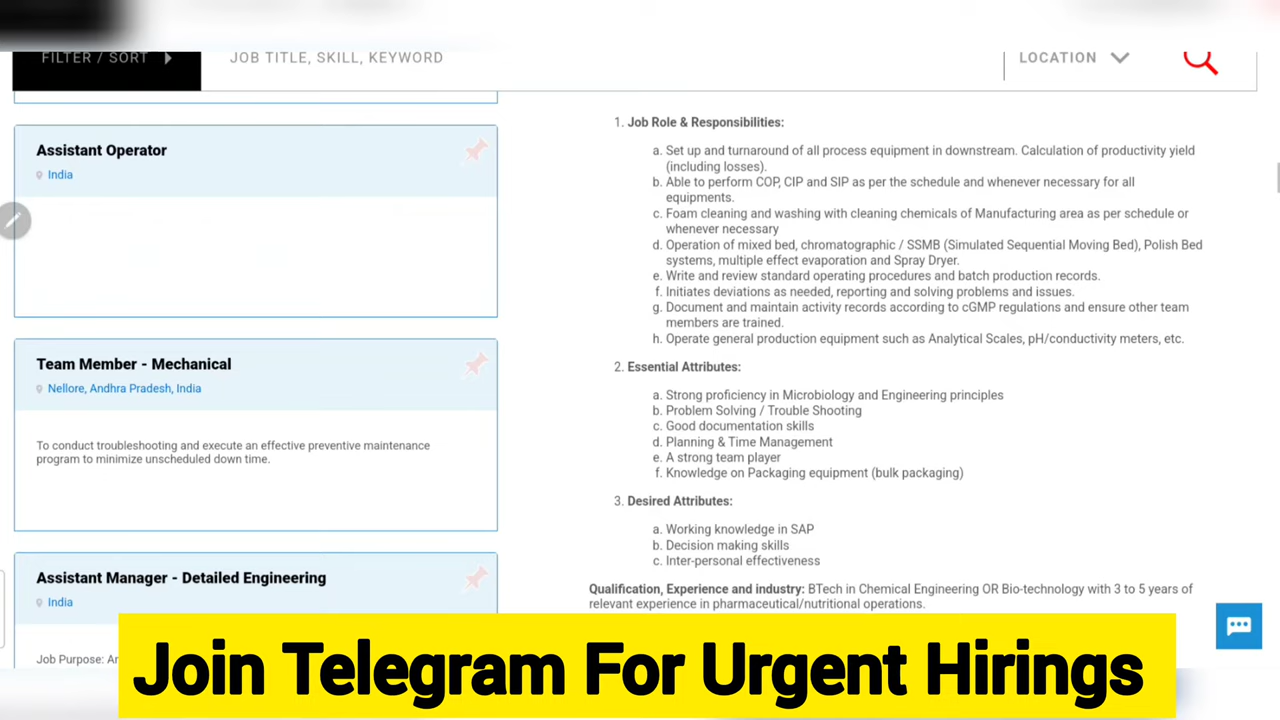 FILTER / SORT
JOB TITLE, SKILL, KEYWORD
LOCATION
Assistant Operator
India
Team Member - Mechanical
Nellore, Andhra Pradesh, India
To conduct troubleshooting and execute an effective preventive maintenance
program to minimize unscheduled down time.
Assistant Manager - Detailed Engineering
India
Job Purpose: 
1. Job Role & Responsibilities:
a. Set up and turnaround of all process equipment in downstream. Calculation of productivity yield
(including losses).
b. Able to perform COP, CIP and SIP as per the schedule and whenever necessary for all
equipments.
c. Foam cleaning and washing with cleaning chemicals of Manufacturing area as per schedule or
whenever necessary
d. Operation of mixed bed, chromatographic / SSMB (Simulated Sequential Moving Bed), Polish Bed
systems, multiple effect evaporation and Spray Dryer.
e. Write and review standard operating procedures and batch production records.
f. Initiates deviations as needed, reporting and solving problems and issues.
g. Document and maintain activity records according to cGMP regulations and ensure other team
members are trained.
h. Operate general production equipment such as Analytical Scales, pH/conductivity meters, etc.
2. Essential Attributes:
a. Strong proficiency in Microbiology and Engineering principles
b. Problem Solving / Trouble Shooting
c. Good documentation skills
d. Planning & Time Management
e. A strong team player
f. Knowledge on Packaging equipment (bulk packaging)
3. Desired Attributes:
a. Working knowledge in SAP
b. Decision making skills
c. Inter-personal effectiveness
Qualification, Experience and industry: BTech in Chemical Engineering OR Bio-technology with 3 to 5 years of
relevant experience in pharmaceutical/nutritional operations.
Join Telegram For Urgent Hirings